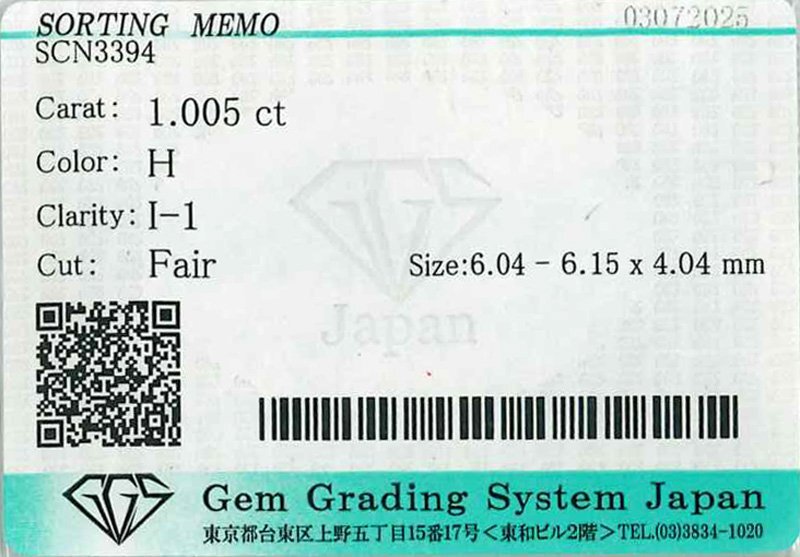 SORTING MEMO 03072025
SCN3394
Carat: 1.005 ct
Color: H
Clarity: I-1
Cut: Fair
Size:6.04 - 6.15 x 4.04 mm
GGS
Japan
GGS Gem Grading System Japan
東京都台東区上野五丁目15番17号<東和ビル2階>TEL.(03)3834-1020